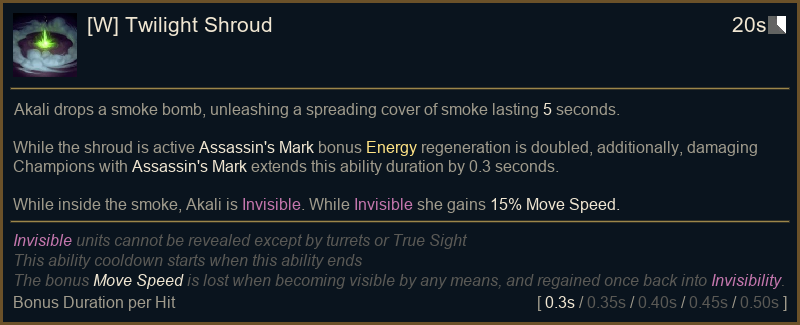 [W] Twilight Shroud 20s
Akali drops a smoke bomb, unleashing a spreading cover of smoke lasting 5 seconds.
While the shroud is active Assassin's Mark bonus Energy regeneration is doubled, additionally, damaging
Champions with Assassin's Mark extends this ability duration by 0.3 seconds.
While inside the smoke, Akali is Invisible. While Invisible she gains 15% Move Speed.
Invisible units cannot be revealed except by turrets or True Sight
This ability cooldown starts when this ability ends
The bonus Move Speed is lost when becoming visible by any means, and regained once back into Invisibility.
Bonus Duration per Hit [ 0.3s / 0.35s / 0.40s / 0.45s / 0.50s ]